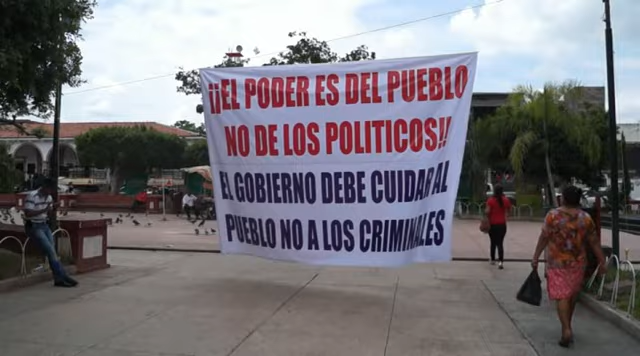 ¡¡EL PODER ES DEL PUEBLO
NO DE LOS POLITICOS!!
EL GOBIERNO DEBE CUIDAR AL
PUEBLO NO A LOS CRIMINALES